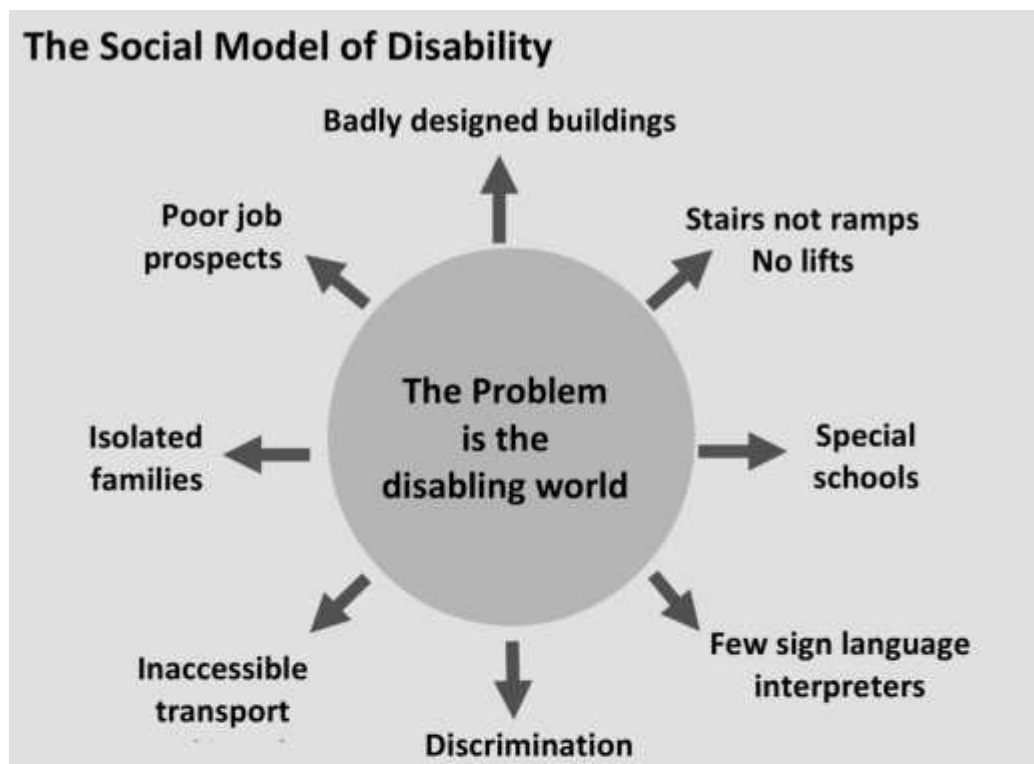 The Social Model of Disability
Badly designed buildings
Stairs not ramps
No lifts
Special
schools
Few sign language
interpreters
Discrimination
Inaccessible
transport
Isolated
families
Poor job
prospects
The Problem
is the
disabling world